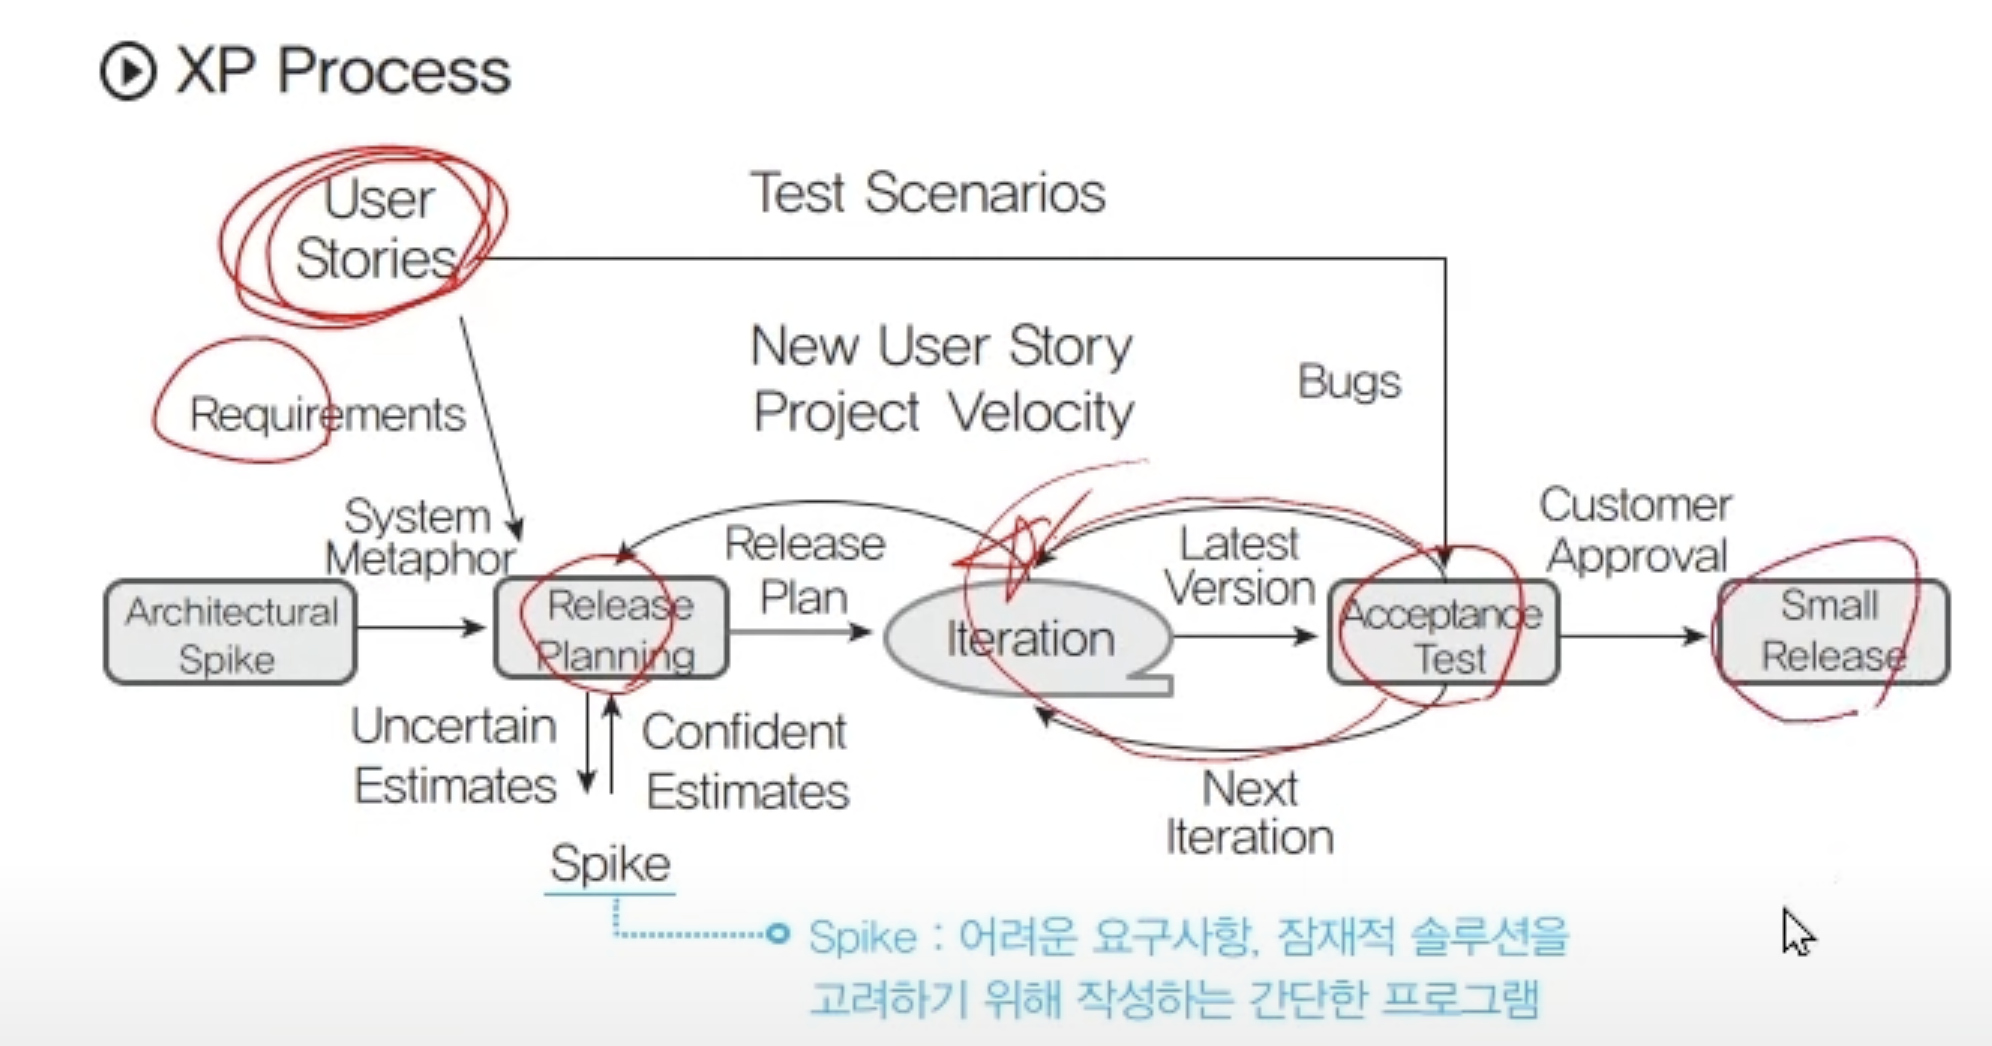 XP Process
User
Stories
Test Scenarios
New User Story
Project Velocity
Bugs
Requirements
System
Metaphor
Release
Plan
Latest
Version
Customer
Approval
Architectural
Spike
Release
Planning
Iteration
Acceptance
Test
Small
Release
Uncertain
Estimates
Confident
Estimates
Next
Iteration
Spike
Spike : 어려운 요구사항, 잠재적 솔루션을
고려하기 위해 작성하는 간단한 프로그램